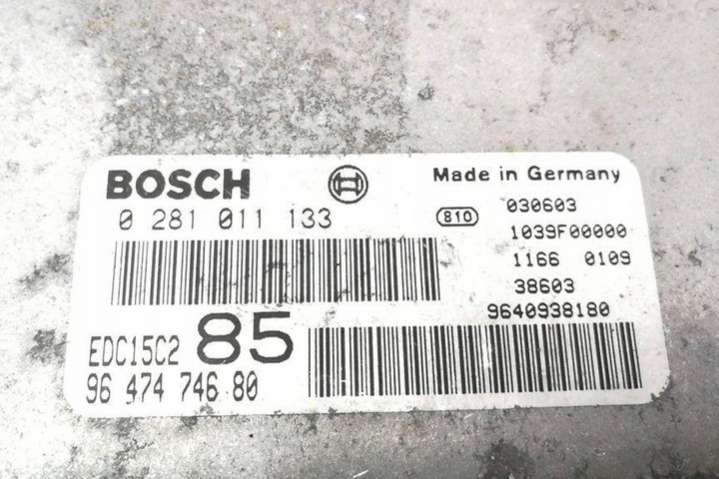 BOSCH Made in Germany
0 281 011 133 810 030603
1039F00000
1166 0109
38603
9640938180
EDC15C2 85
96 474 746 80